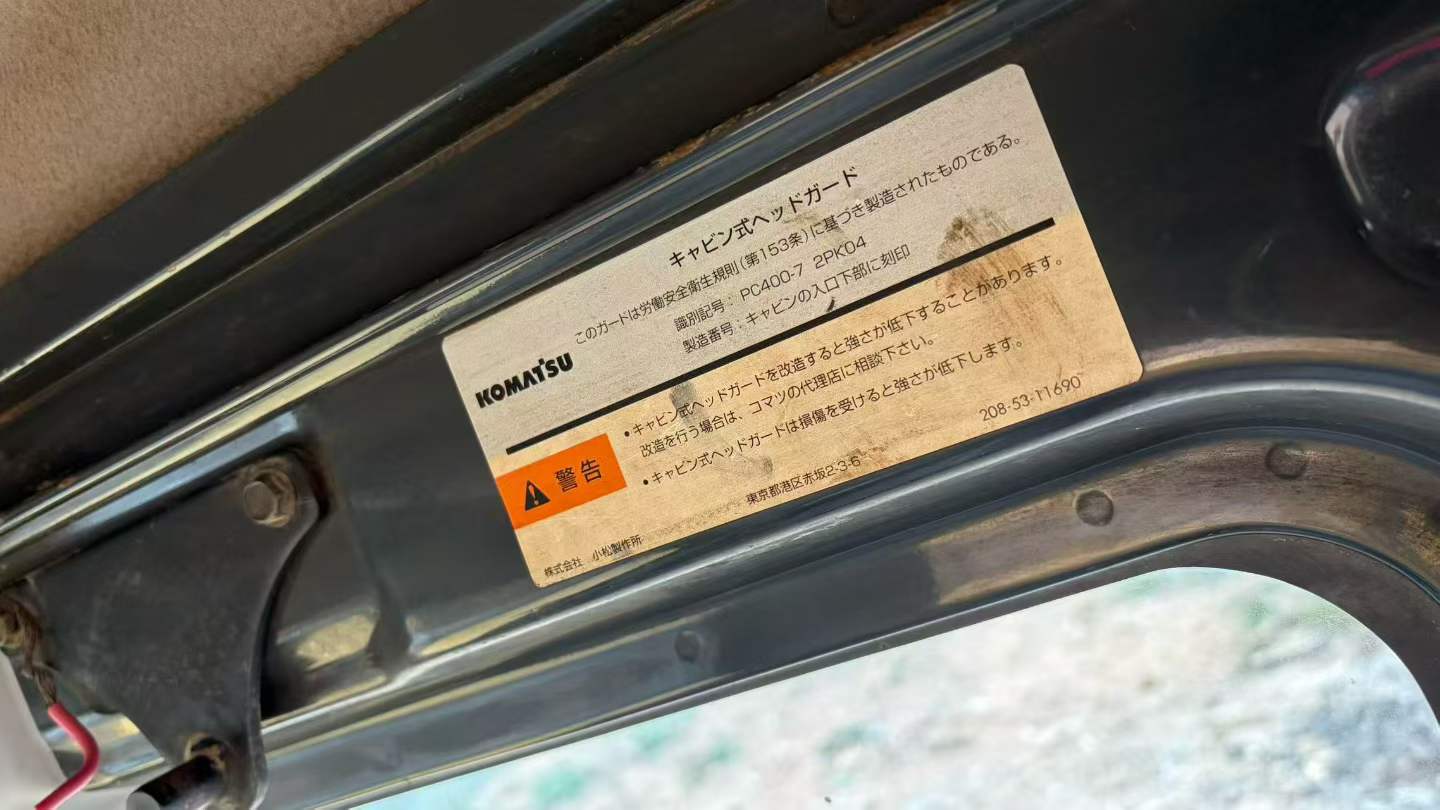 キャビン式ヘッドガード
このガードは労働安全衛生規則(第153条)に基づき製造されたものである。
識別記号: PC400-7 2PK04
製造番号: キャビンの入口下部に刻印
KOMATSU
警告
・キャビン式ヘッドガードを改造すると強さが低下することがあります。
改造を行う場合は、コマツの代理店に相談下さい。
・キャビン式ヘッドガードは損傷を受けると強さが低下します。
208-53-11690
株式会社 小松製作所 東京都港区赤坂2-3-6